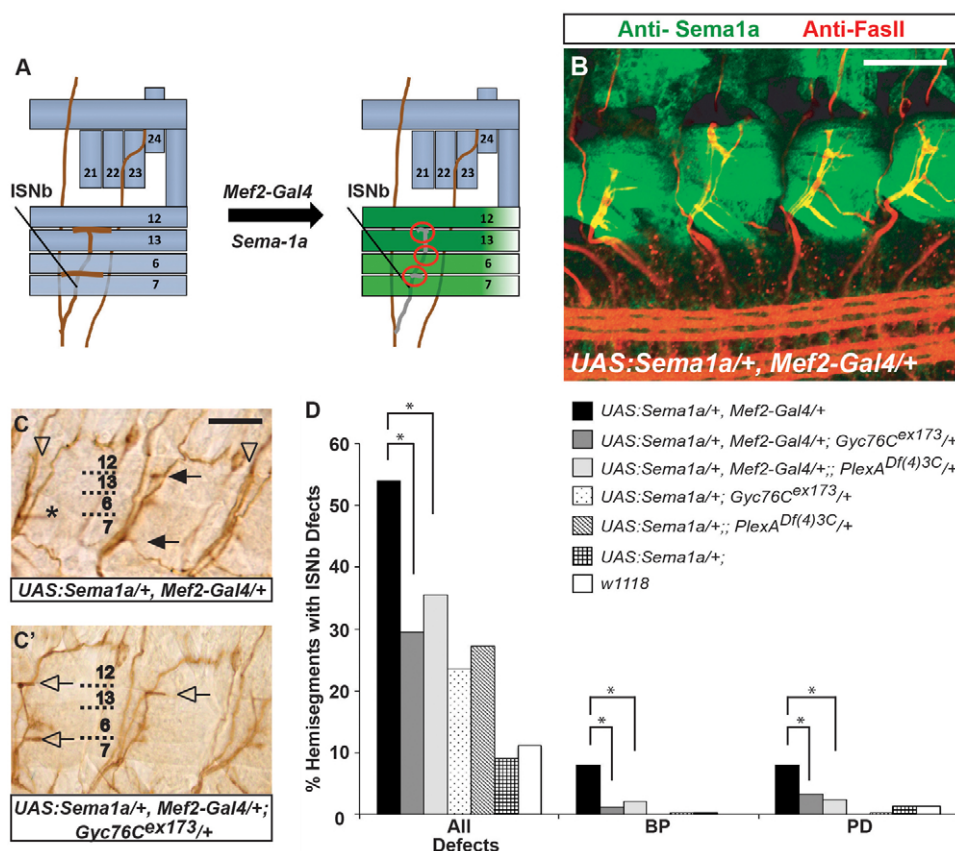 Anti- Sema1a Anti-FasII
A
B
24
21 22 23
ISNb
12
13
6
7
Mef2-Gal4
Sema-1a
24
21 22 23
ISNb
12
13
6
7
UAS:Sema1a/+, Mef2-Gal4/+
C
12
13
6
7
*
UAS:Sema1a/+, Mef2-Gal4/+
C'
12
13
6
7
UAS:Sema1a/+, Mef2-Gal4/+;
Gyc76Cex173/+
D
% Hemisegments with ISNb Dfects
60
50
40
30
20
10
0
*
*
*
*
*
*
All
Defects
BP
PD
UAS:Sema1a/+, Mef2-Gal4/+
UAS:Sema1a/+, Mef2-Gal4/+; Gyc76Cex173/+
UAS:Sema1a/+, Mef2-Gal4/+;; PlexADf(4)3C/+
UAS:Sema1a/+; Gyc76Cex173/+
UAS:Sema1a/+;; PlexADf(4)3C/+
UAS:Sema1a/+;
w1118